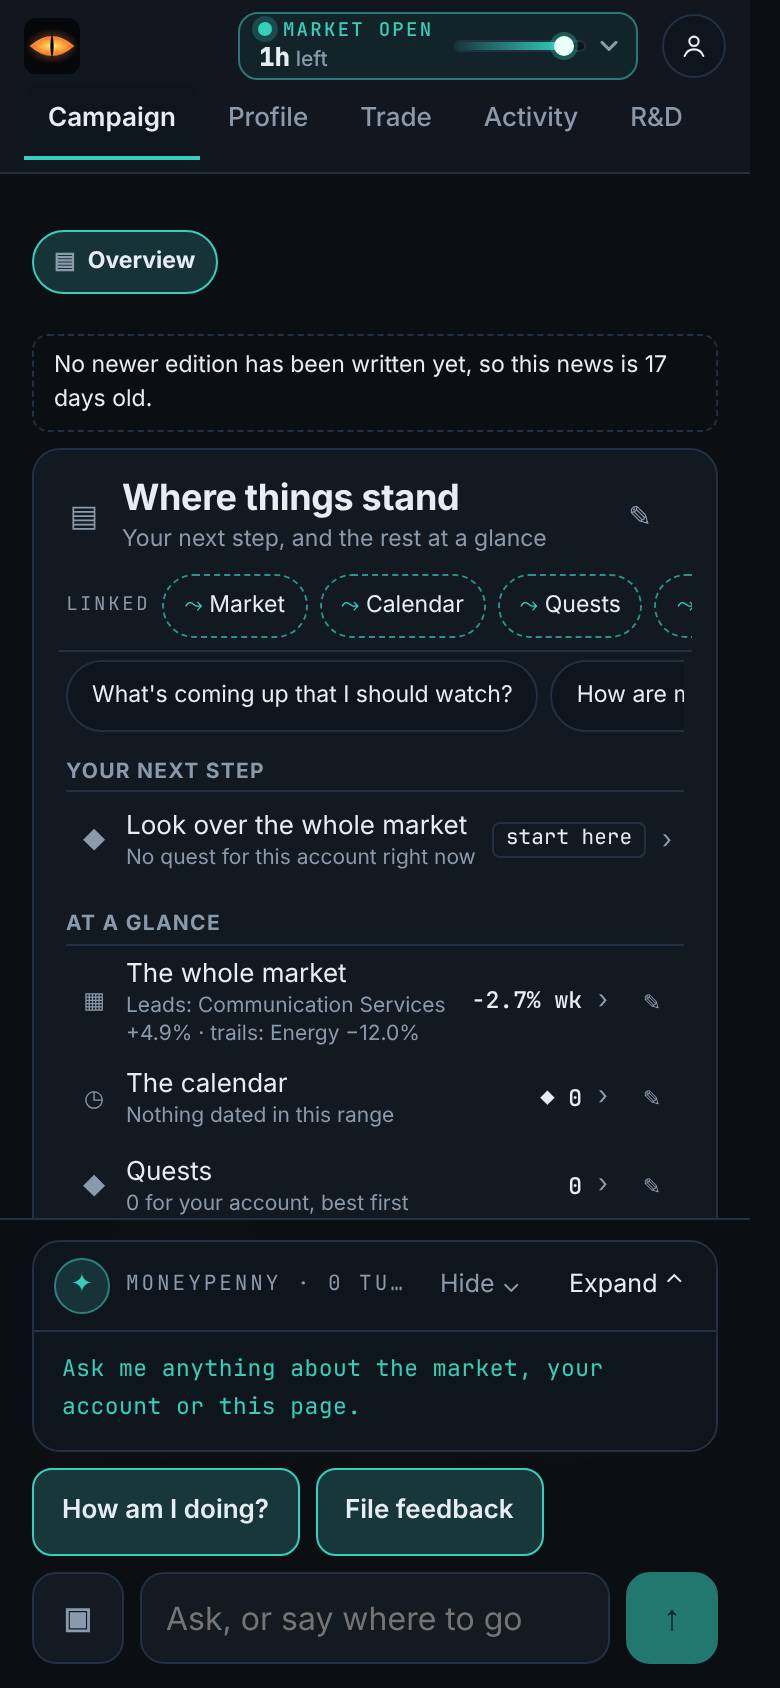 MARKET OPEN
1h left
Campaign Profile Trade Activity R&D
Overview
No newer edition has been written yet, so this news is 17
days old.
Where things stand
Your next step, and the rest at a glance
LINKED Market Calendar Quests
What's coming up that I should watch? How are
YOUR NEXT STEP
Look over the whole market
No quest for this account right now
start here
AT A GLANCE
The whole market
Leads: Communication Services
+4.9% · trails: Energy −12.0%
-2.7% wk
The calendar
Nothing dated in this range
◆ 0
Quests
0 for your account, best first
0
MONEYPENNY · 0 TU… Hide Expand
Ask me anything about the market, your
account or this page.
How am I doing? File feedback
Ask, or say where to go